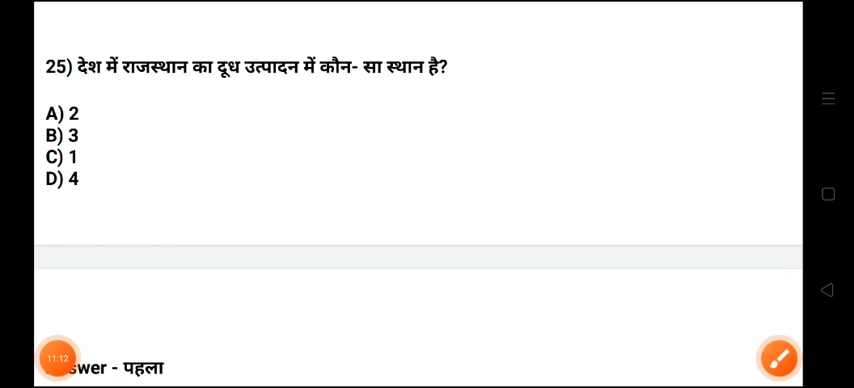 25) देश में राजस्थान का दूध उत्पादन में कौन- सा स्थान है?
A) 2
B) 3
C) 1
D) 4
11:12
swer - पहला